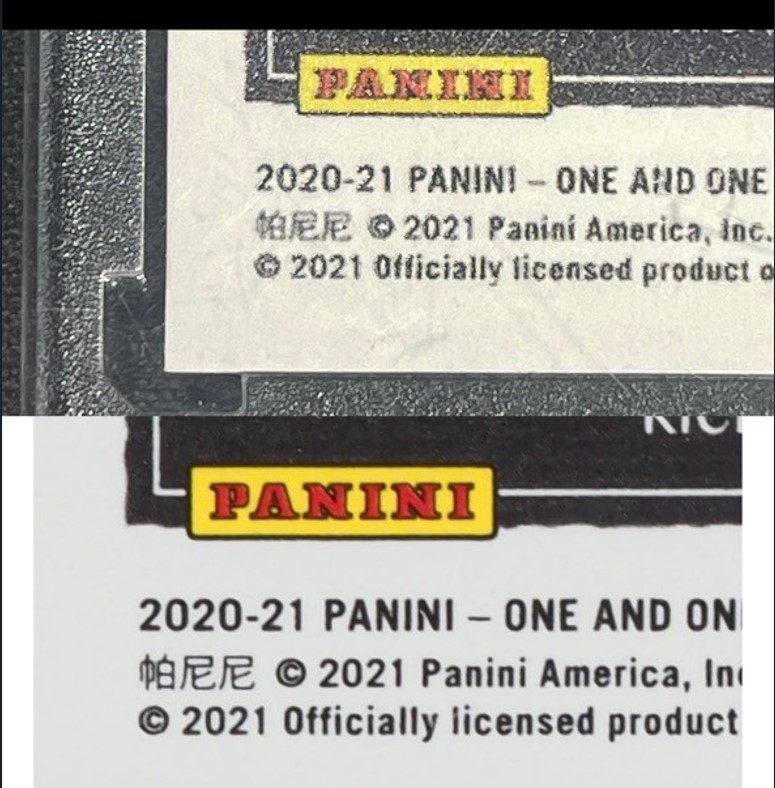 PANINI
2020-21 PANINI – ONE AND ONE
帕尼尼 © 2021 Panini America, Inc.
© 2021 Officially licensed product
PANINI
2020-21 PANINI – ONE AND
帕尼尼 © 2021 Panini America,
© 2021 Officially licensed product